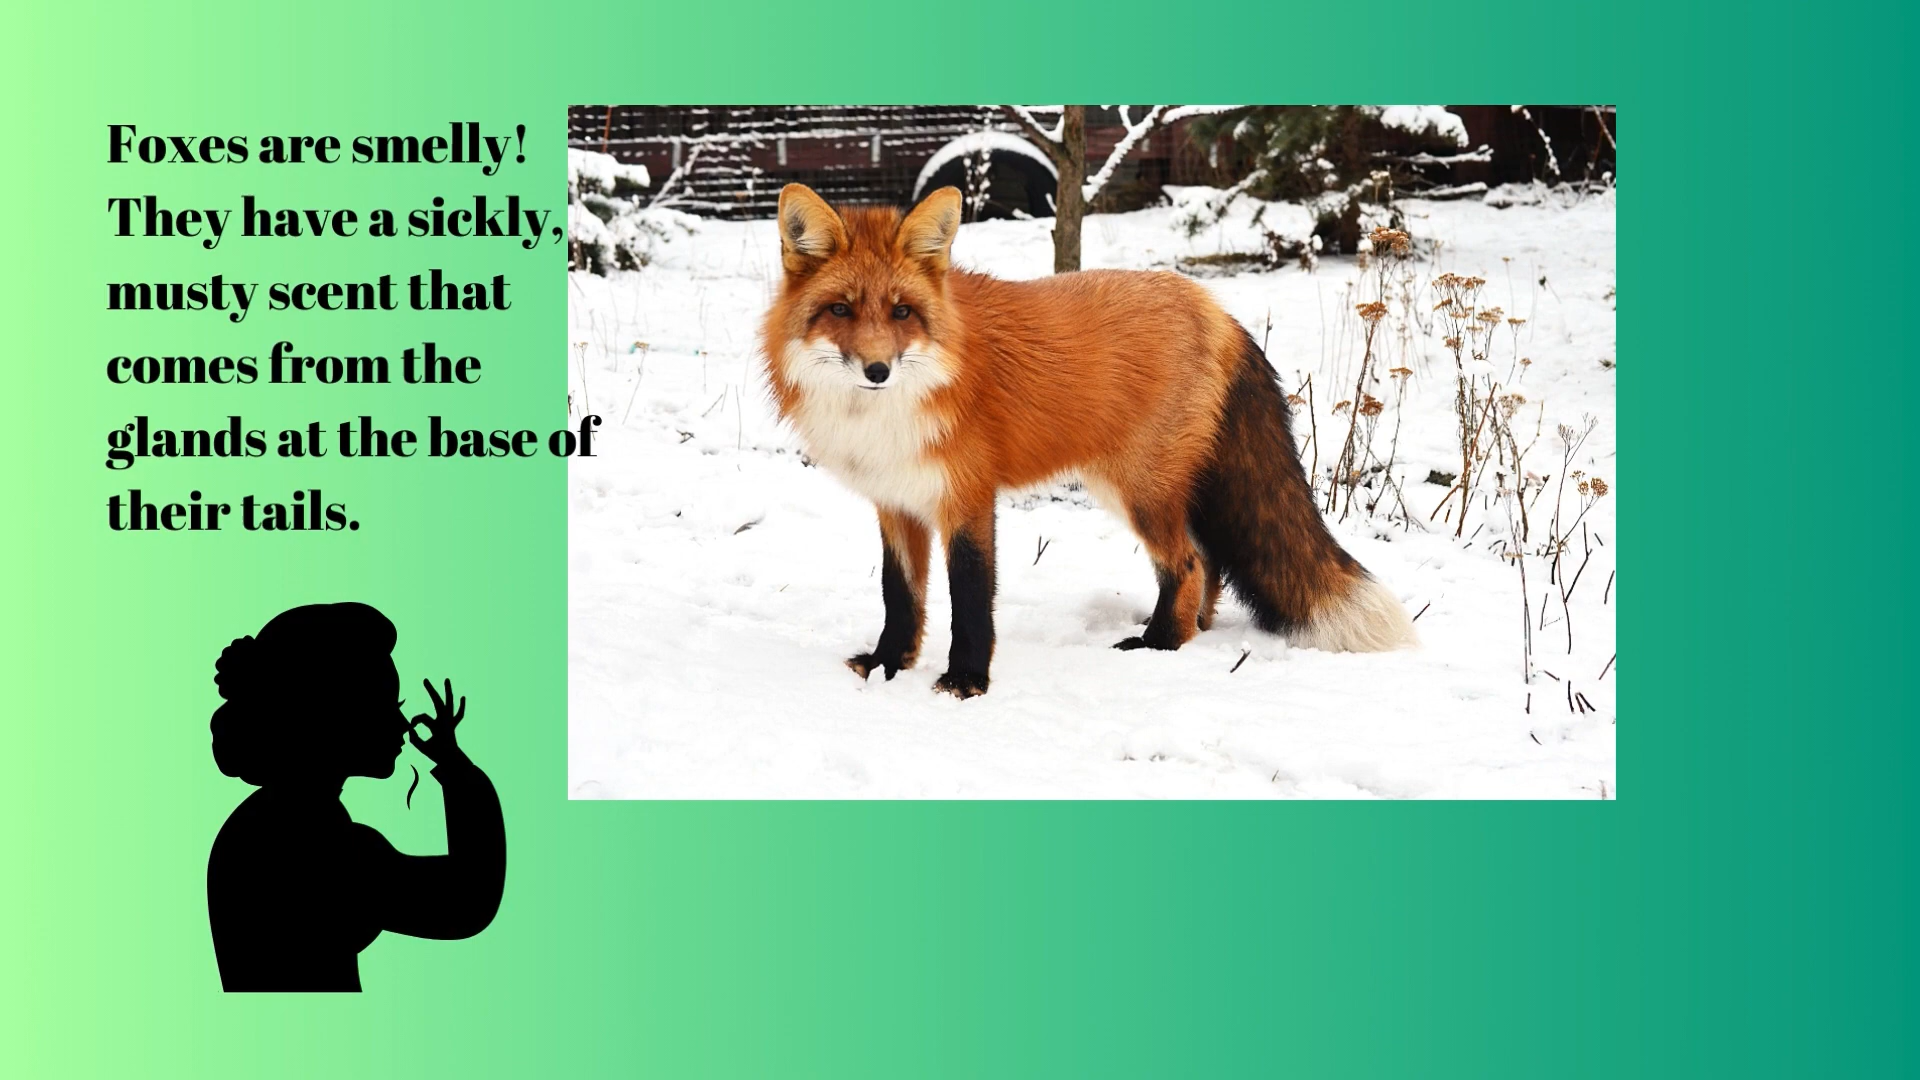 Foxes are smelly!
They have a sickly,
musty scent that
comes from the
glands at the base of
their tails.